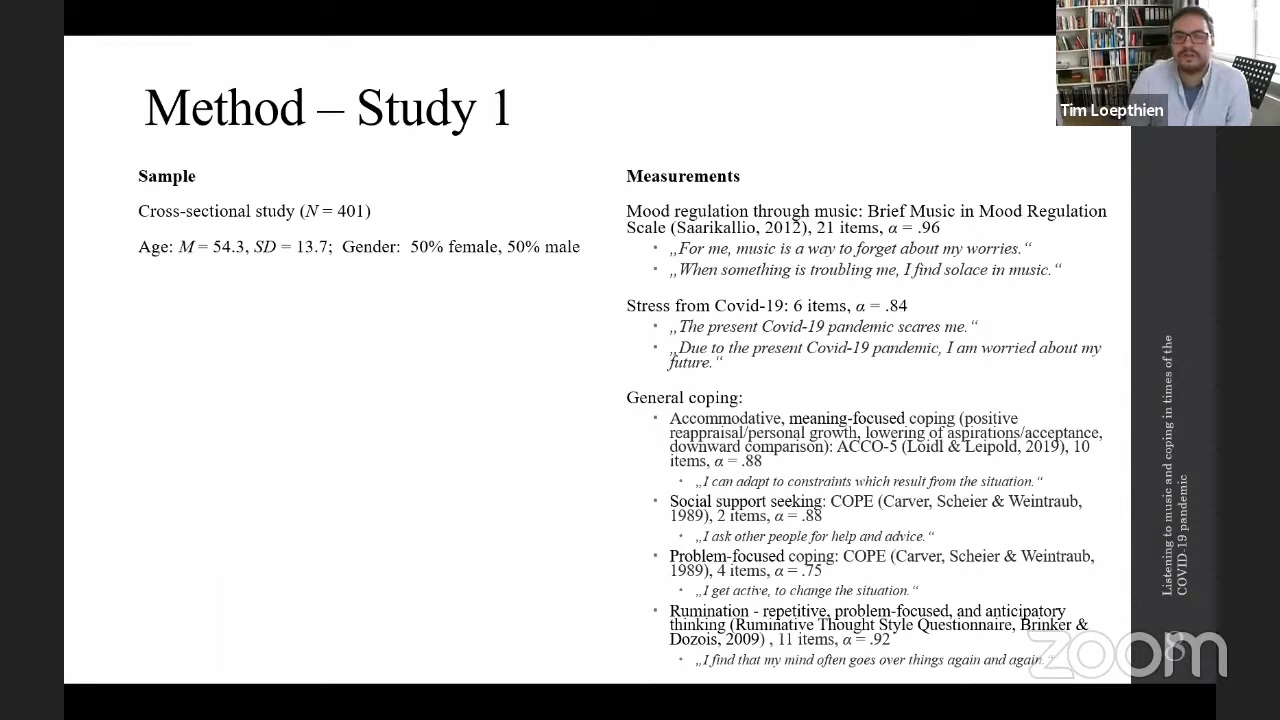 Method – Study 1
Tim Loepthien
Sample
Cross-sectional study (N = 401)
Age: M = 54.3, SD = 13.7;  Gender:  50% female, 50% male
Measurements
Mood regulation through music: Brief Music in Mood Regulation
Scale (Saarikallio, 2012), 21 items, α = .96
• „For me, music is a way to forget about my worries.“
• „When something is troubling me, I find solace in music.“
Stress from Covid-19: 6 items, α = .84
• „The present Covid-19 pandemic scares me.“
• „Due to the present Covid-19 pandemic, I am worried about my
future.“
General coping:
• Accommodative, meaning-focused coping (positive
reappraisal/personal growth, lowering of aspirations/acceptance,
downward comparison): ACCO-5 (Loidl & Leipold, 2019), 10
items, α = .88
• „I can adapt to constraints which result from the situation.“
• Social support seeking: COPE (Carver, Scheier & Weintraub,
1989), 2 items, α = .88
• „I ask other people for help and advice.“
• Problem-focused coping: COPE (Carver, Scheier & Weintraub,
1989), 4 items, α = .75
• „I get active, to change the situation.“
• Rumination - repetitive, problem-focused, and anticipatory
thinking (Ruminative Thought Style Questionnaire, Brinker &
Dozois, 2009) , 11 items, α = .92
• „I find that my mind often goes over things again and again.“
Listening to music and coping in times of the
COVID-19 pandemic
8
zoom